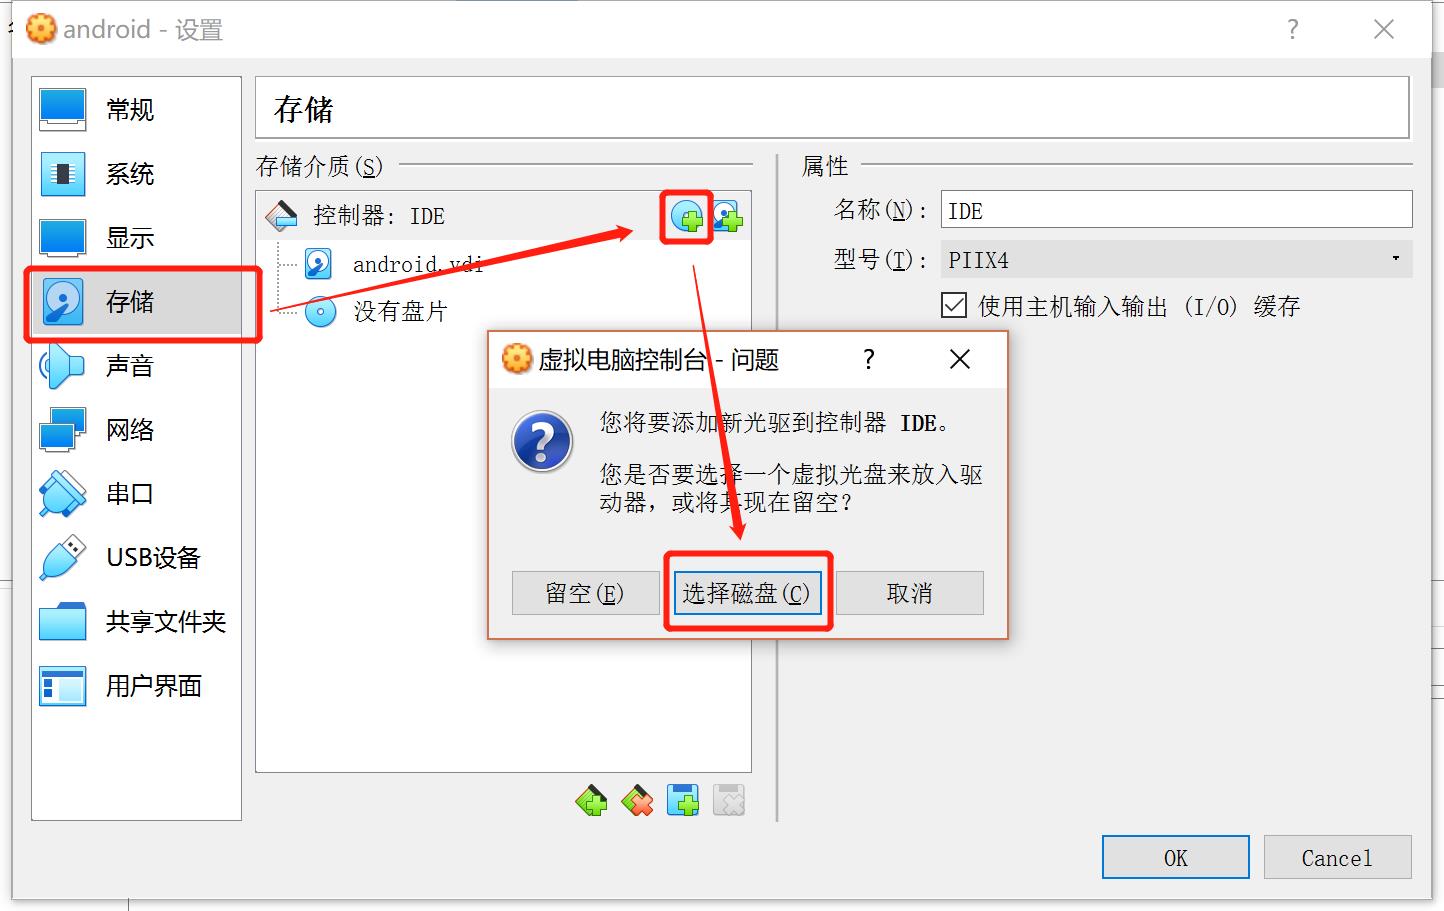 android - 设置
常规
系统
显示
存储
声音
网络
串口
USB设备
共享文件夹
用户界面
存储
存储介质(S)
控制器: IDE
android.vdi
没有盘片
属性
名称(N): IDE
型号(T): PIIX4
使用主机输入输出 (I/O) 缓存
虚拟电脑控制台 - 问题
您将要添加新光驱到控制器 IDE。
您是否要选择一个虚拟光盘来放入驱
动器，或将其现在留空？
留空(E)
选择磁盘(C)
取消
OK
Cancel